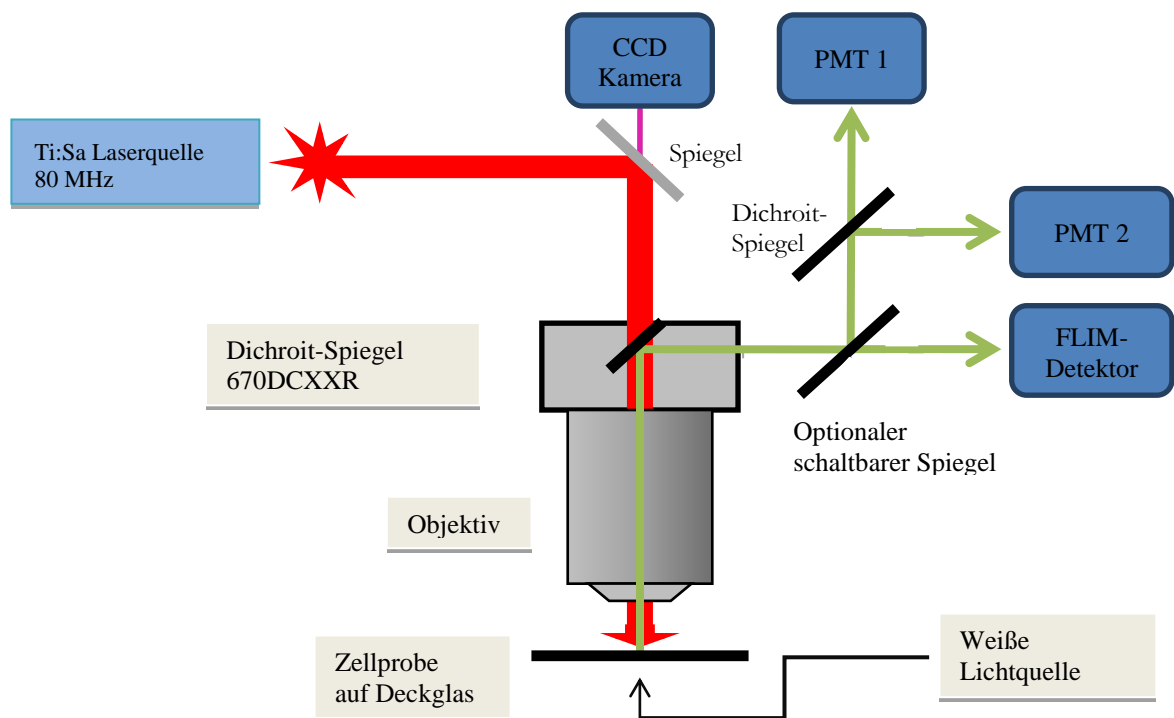 CCD
Kamera
PMT 1
Ti:Sa Laserquelle
80 MHz
Spiegel
Dichroit-
Spiegel
PMT 2
Dichroit-Spiegel
670DCXXR
FLIM-
Detektor
Optionaler
schaltbarer Spiegel
Objektiv
Zellprobe
auf Deckglas
Weiße
Lichtquelle